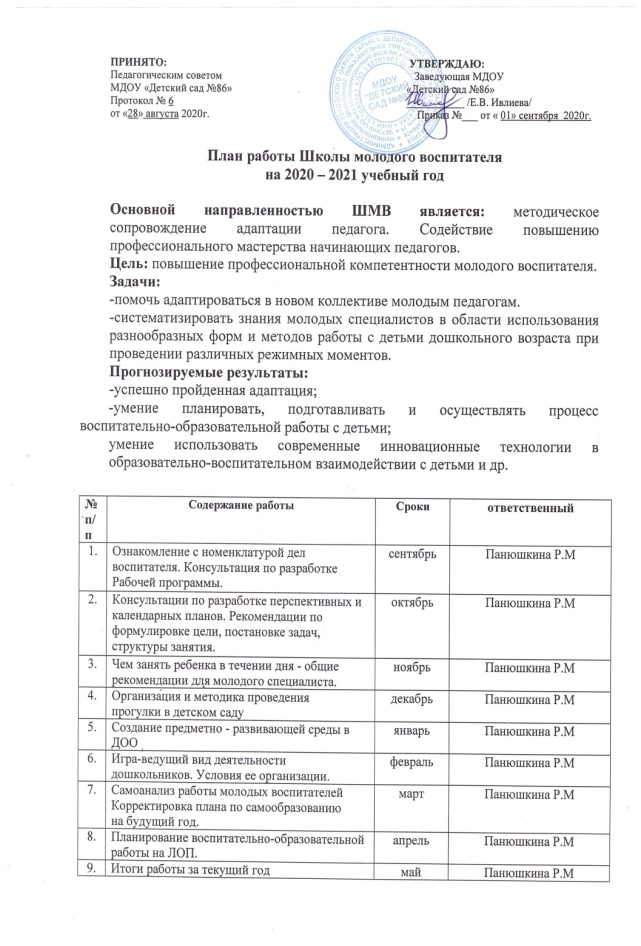 ПРИНЯТО:
Педагогическим советом
МДОУ «Детский сад №86»
Протокол № 6
от «28» августа 2020г.
УТВЕРЖДАЮ:
Заведующая МДОУ
«Детский сад №86»
/Е.В. Ивлиева/
Приказ №___ от « 01» сентября 2020г.
МДОУ
"ДЕТСКИЙ
САД №86"
План работы Школы молодого воспитателя
на 2020 – 2021 учебный год
Основной направленностью ШМВ является: методическое
сопровождение адаптации педагога. Содействие повышению
профессионального мастерства начинающих педагогов.
Цель: повышение профессиональной компетентности молодого воспитателя.
Задачи:
-помочь адаптироваться в новом коллективе молодым педагогам.
-систематизировать знания молодых специалистов в области использования
разнообразных форм и методов работы с детьми дошкольного возраста при
проведении различных режимных моментов.
Прогнозируемые результаты:
-успешно пройденная адаптация;
-умение планировать, подготавливать и осуществлять процесс
воспитательно-образовательной работы с детьми;
умение использовать современные инновационные технологии в
образовательно-воспитательном взаимодействии с детьми и др.
№ п/п Содержание работы Сроки ответственный
1. Ознакомление с номенклатурой дел сентябрь Панюшкина Р.М
воспитателя. Консультация по разработке
Рабочей программы.
2. Консультации по разработке перспективных и октябрь Панюшкина Р.М
календарных планов. Рекомендации по
формулировке цели, постановке задач,
структуры занятия.
3. Чем занять ребенка в течении дня - общие ноябрь Панюшкина Р.М
рекомендации для молодого специалиста.
4. Организация и методика проведения декабрь Панюшкина Р.М
прогулки в детском саду
5. Создание предметно - развивающей среды в январь Панюшкина Р.М
ДОО
6. Игра-ведущий вид деятельности февраль Панюшкина Р.М
дошкольников. Условия ее организации.
7. Самоанализ работы молодых воспитателей март Панюшкина Р.М
Корректировка плана по самообразованию
на будущий год.
8. Планирование воспитательно-образовательной апрель Панюшкина Р.М
работы на ЛОП.
9. Итоги работы за текущий год май Панюшкина Р.М